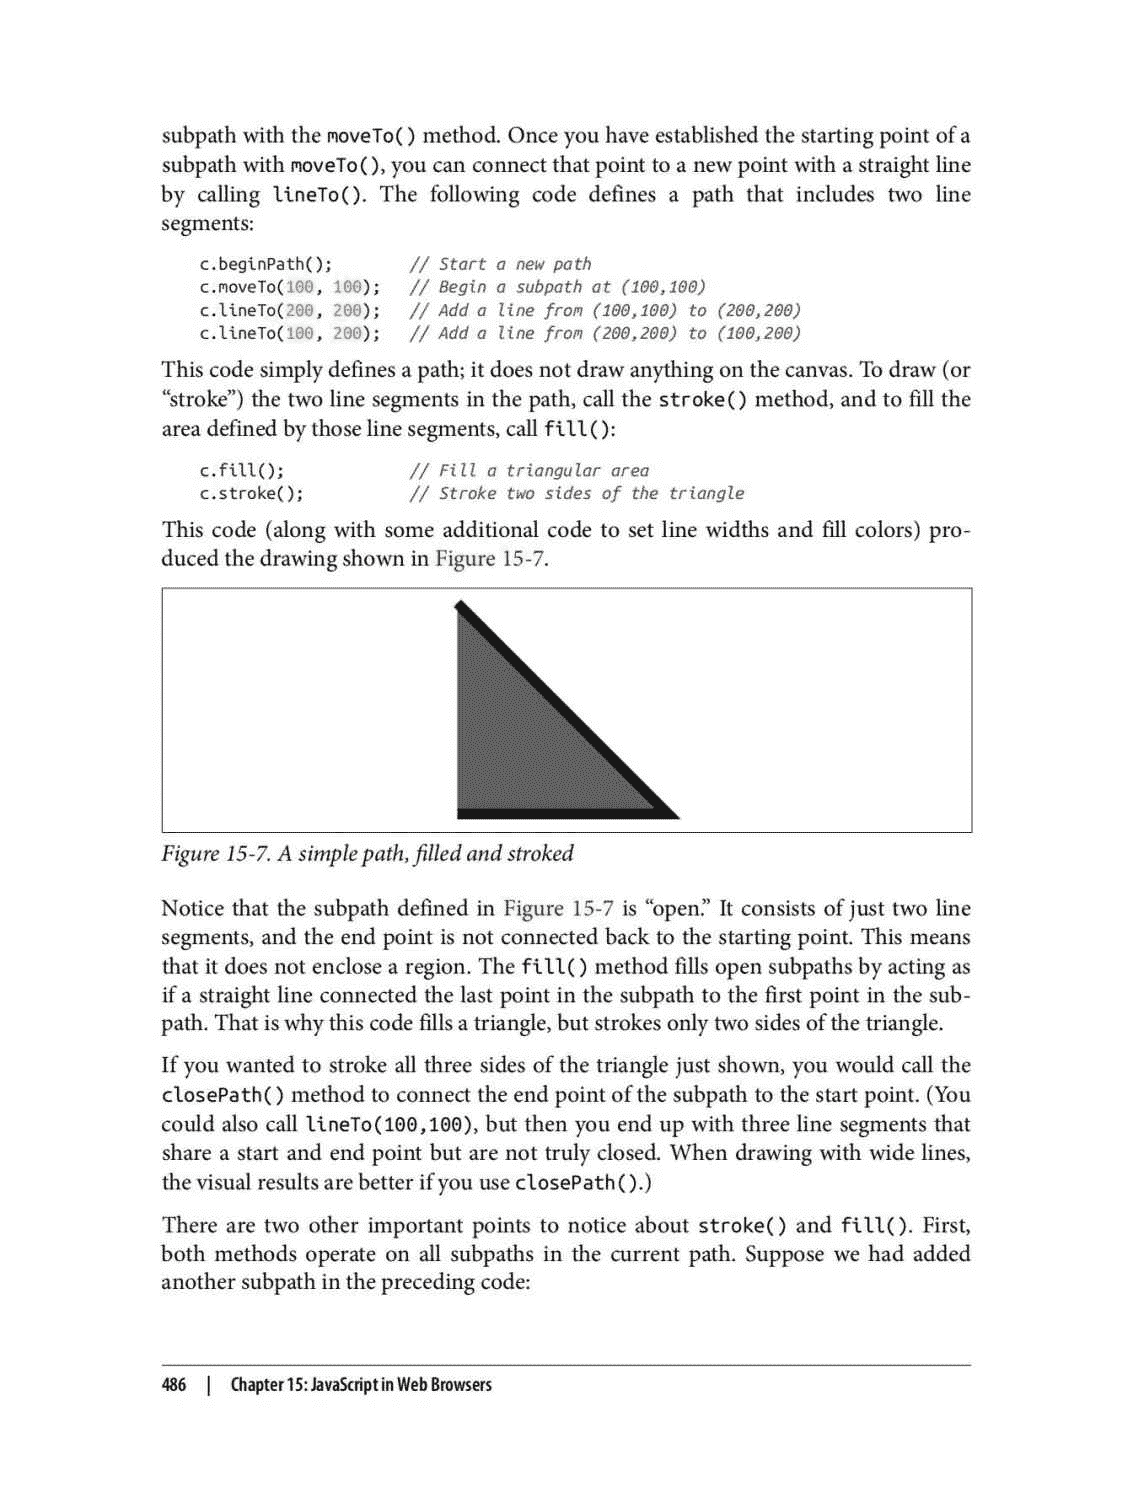 subpath with the moveTo() method. Once you have established the starting point of a
subpath with moveTo(), you can connect that point to a new point with a straight line
by calling lineTo(). The following code defines a path that includes two line
segments:
c.beginPath();        // Start a new path
c.moveTo(100, 100);   // Begin a subpath at (100,100)
c.lineTo(200, 200);   // Add a line from (100,100) to (200,200)
c.lineTo(100, 200);   // Add a line from (200,200) to (100,200)
This code simply defines a path; it does not draw anything on the canvas. To draw (or
“stroke”) the two line segments in the path, call the stroke() method, and to fill the
area defined by those line segments, call fill():
c.fill();             // Fill a triangular area
c.stroke();           // Stroke two sides of the triangle
This code (along with some additional code to set line widths and fill colors) pro-
duced the drawing shown in Figure 15-7.
Figure 15-7. A simple path, filled and stroked
Notice that the subpath defined in Figure 15-7 is “open.” It consists of just two line
segments, and the end point is not connected back to the starting point. This means
that it does not enclose a region. The fill() method fills open subpaths by acting as
if a straight line connected the last point in the subpath to the first point in the sub-
path. That is why this code fills a triangle, but strokes only two sides of the triangle.
If you wanted to stroke all three sides of the triangle just shown, you would call the
closePath() method to connect the end point of the subpath to the start point. (You
could also call lineTo(100,100), but then you end up with three line segments that
share a start and end point but are not truly closed. When drawing with wide lines,
the visual results are better if you use closePath().)
There are two other important points to notice about stroke() and fill(). First,
both methods operate on all subpaths in the current path. Suppose we had added
another subpath in the preceding code:
486 | Chapter 15: JavaScript in Web Browsers